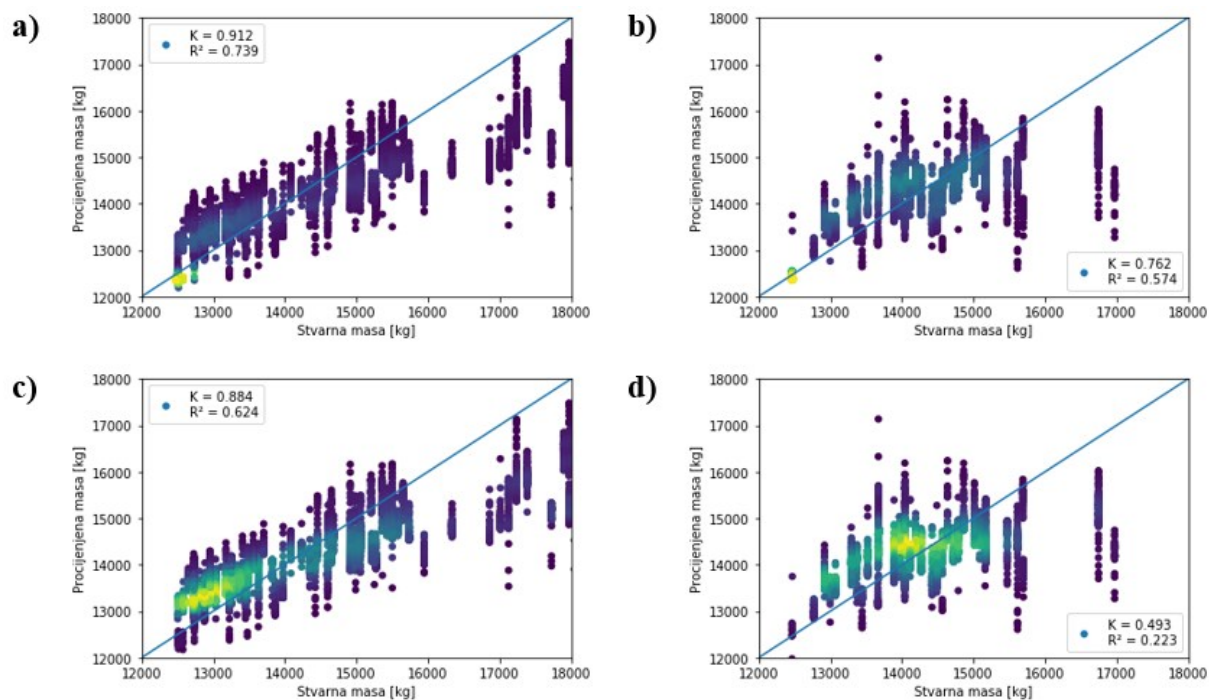 a)
K = 0.912
R² = 0.739
18000
17000
16000
15000
14000
13000
12000
Procijenjena masa [kg]
12000 13000 14000 15000 16000 17000 18000
Stvarna masa [kg]
b)
18000
17000
16000
15000
14000
13000
12000
Procijenjena masa [kg]
K = 0.762
R² = 0.574
12000 13000 14000 15000 16000 17000 18000
Stvarna masa [kg]
c)
K = 0.884
R² = 0.624
18000
17000
16000
15000
14000
13000
12000
Procijenjena masa [kg]
12000 13000 14000 15000 16000 17000 18000
Stvarna masa [kg]
d)
18000
17000
16000
15000
14000
13000
12000
Procijenjena masa [kg]
K = 0.493
R² = 0.223
12000 13000 14000 15000 16000 17000 18000
Stvarna masa [kg]